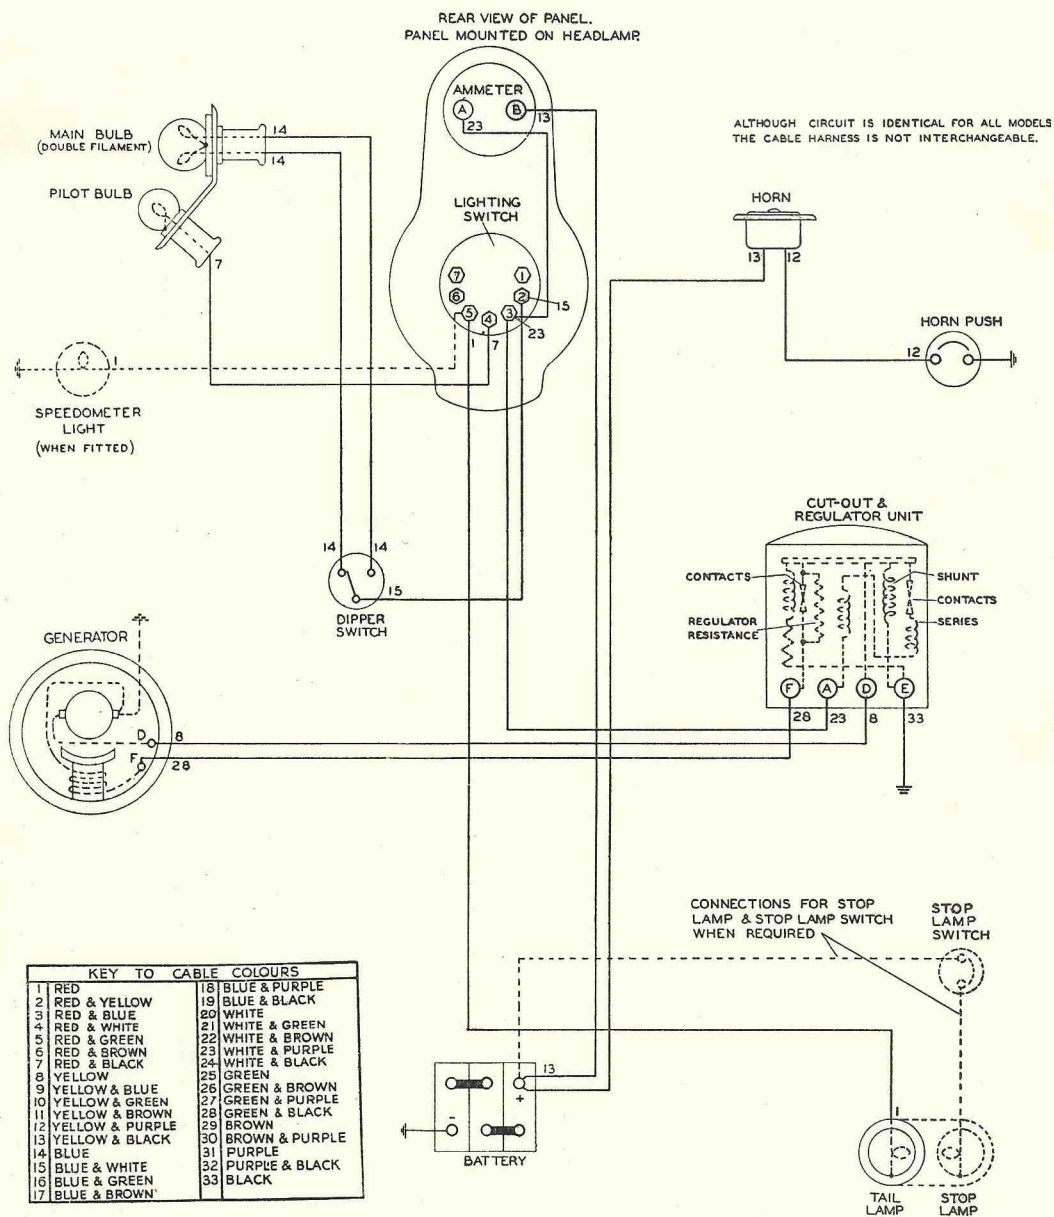 REAR VIEW OF PANEL.
PANEL MOUNTED ON HEADLAMP.
AMMETER
A
B
13
23
ALTHOUGH CIRCUIT IS IDENTICAL FOR ALL MODELS
THE CABLE HARNESS IS NOT INTERCHANGEABLE.
MAIN BULB
(DOUBLE FILAMENT)
14
14
PILOT BULB
7
LIGHTING
SWITCH
7
1
6
2
5
4
3
15
23
1
7
HORN
13
12
HORN PUSH
12
1
SPEEDOMETER
LIGHT
(WHEN FITTED)
CUT-OUT &
REGULATOR UNIT
CONTACTS
SHUNT
CONTACTS
REGULATOR
RESISTANCE
SERIES
F
A
D
E
28
23
8
33
14
14
15
DIPPER
SWITCH
GENERATOR
D
8
F
28
CONNECTIONS FOR STOP
LAMP & STOP LAMP SWITCH
WHEN REQUIRED
STOP
LAMP
SWITCH
KEY TO CABLE COLOURS
1 RED
2 RED & YELLOW
3 RED & BLUE
4 RED & WHITE
5 RED & GREEN
6 RED & BROWN
7 RED & BLACK
8 YELLOW
9 YELLOW & BLUE
10 YELLOW & GREEN
11 YELLOW & BROWN
12 YELLOW & PURPLE
13 YELLOW & BLACK
14 BLUE
15 BLUE & WHITE
16 BLUE & GREEN
17 BLUE & BROWN
18 BLUE & PURPLE
19 BLUE & BLACK
20 WHITE
21 WHITE & GREEN
22 WHITE & BROWN
23 WHITE & PURPLE
24 WHITE & BLACK
25 GREEN
26 GREEN & BROWN
27 GREEN & PURPLE
28 GREEN & BLACK
29 BROWN
30 BROWN & PURPLE
31 PURPLE
32 PURPLE & BLACK
33 BLACK
13
+
-
BATTERY
1
TAIL
LAMP
STOP
LAMP